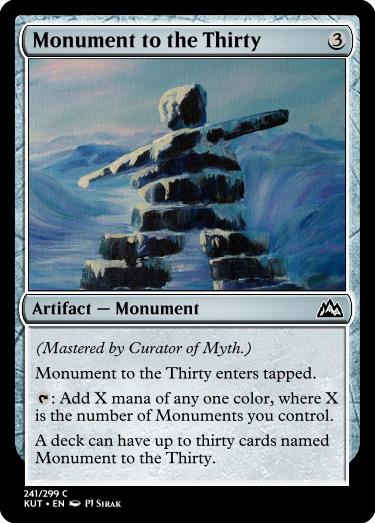 Monument to the Thirty 3
Artifact — Monument
(Mastered by Curator of Myth.)
Monument to the Thirty enters tapped.
: Add X mana of any one color, where X
is the number of Monuments you control.
A deck can have up to thirty cards named
Monument to the Thirty.
241/299 C
KUT • EN PJ Sirak